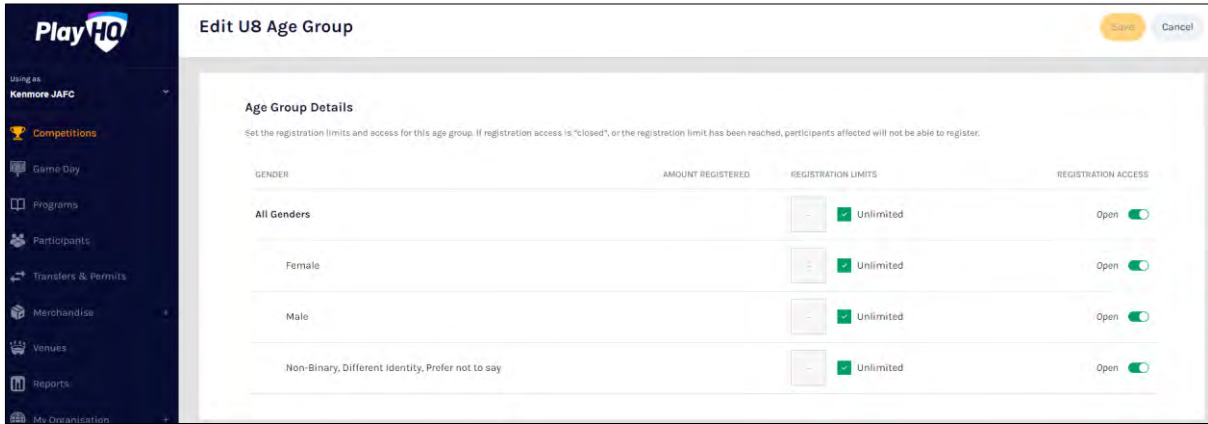 PlayHQ
Edit U8 Age Group
Save
Cancel
Using as
Kenmore JAFC
Competitions
Game Day
Programs
Participants
Transfers & Permits
Merchandise +
Venues
Reports
My Organisation +
Age Group Details
Set the registration limits and access for this age group. If registration access is "closed", or the registration limit has been reached, participants affected will not be able to register.
GENDER AMOUNT REGISTERED REGISTRATION LIMITS REGISTRATION ACCESS
All Genders Unlimited Open
Female Unlimited Open
Male Unlimited Open
Non-Binary, Different Identity, Prefer not to say Unlimited Open